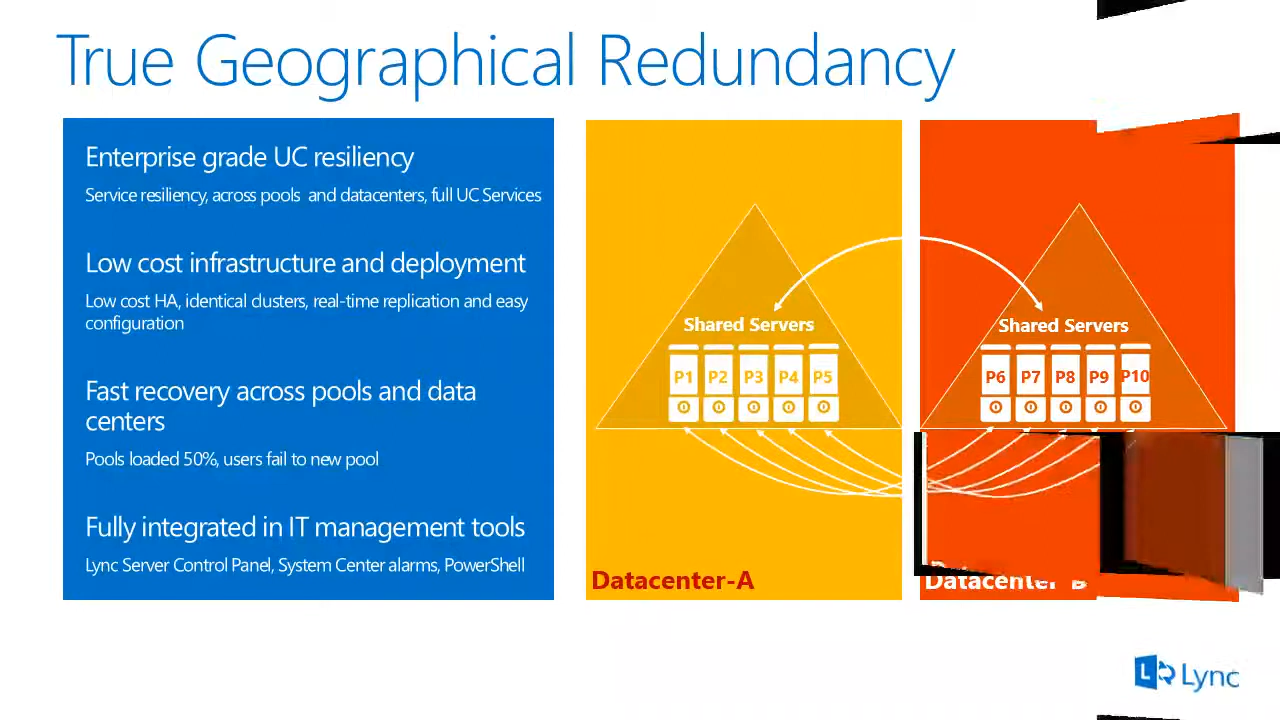 True Geographical Redundancy
Enterprise grade UC resiliency
Service resiliency, across pools and datacenters, full UC Services
Low cost infrastructure and deployment
Low cost HA, identical clusters, real-time replication and easy
configuration
Fast recovery across pools and data
centers
Pools loaded 50%, users fail to new pool
Fully integrated in IT management tools
Lync Server Control Panel, System Center alarms, PowerShell
Shared Servers
P1 P2 P3 P4 P5
Datacenter-A
Shared Servers
P6 P7 P8 P9 P10
Datacenter-B
Lync